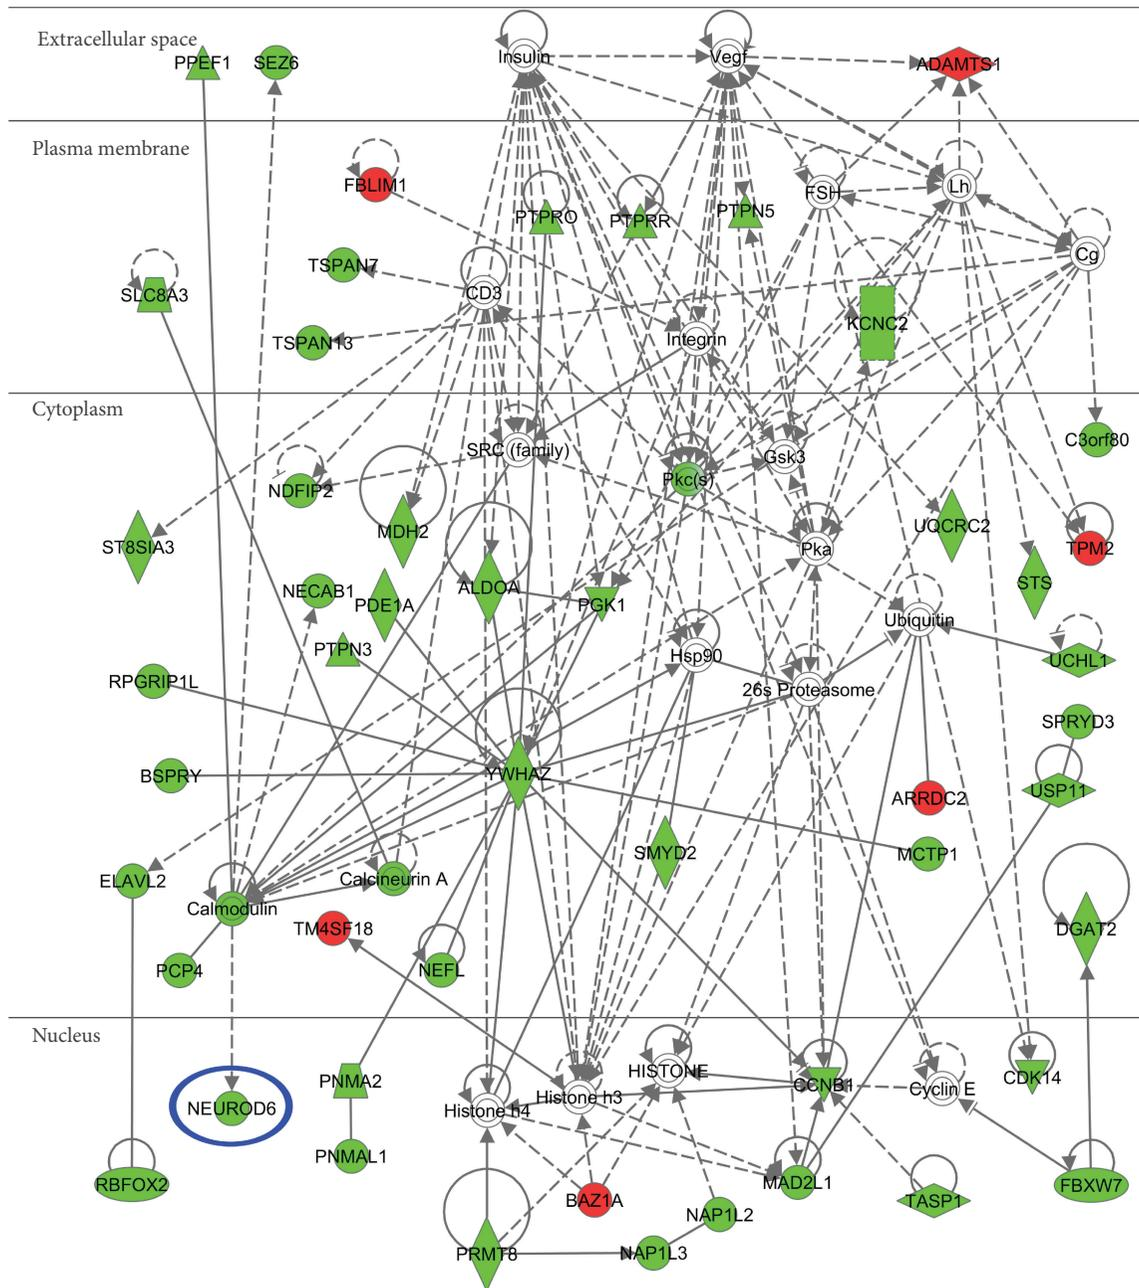 Extracellular space
PPEF1
SEZ6
Insulin
Vegf
ADAMTS1
Plasma membrane
FBLIM1
PTPRO
PTPRR
PTPN5
FSH
Lh
Cg
TSPAN7
SLC8A3
CD3
TSPAN13
Integrin
KCNC2
Cytoplasm
SRC (family)
Gsk3
C3orf80
NDFIP2
Pkc(s)
MDH2
UQCRC2
ST8SIA3
Pka
TPM2
NECAB1
PDE1A
ALDOA
PGK1
STS
Ubiquitin
PTPN3
Hsp90
UCHL1
RPGRIP1L
26s Proteasome
SPRYD3
BSPRY
YWHAZ
USP11
ARRDC2
SMYD2
MCTP1
ELAVL2
Calcineurin A
Calmodulin
TM4SF18
DGAT2
PCP4
NEFL
Nucleus
PNMA2
HISTONE
CCNB1
Cyclin E
CDK14
NEUROD6
Histone h4
Histone h3
PNMAL1
RBFOX2
BAZ1A
MAD2L1
TASP1
FBXW7
NAP1L2
PRMT8
NAP1L3